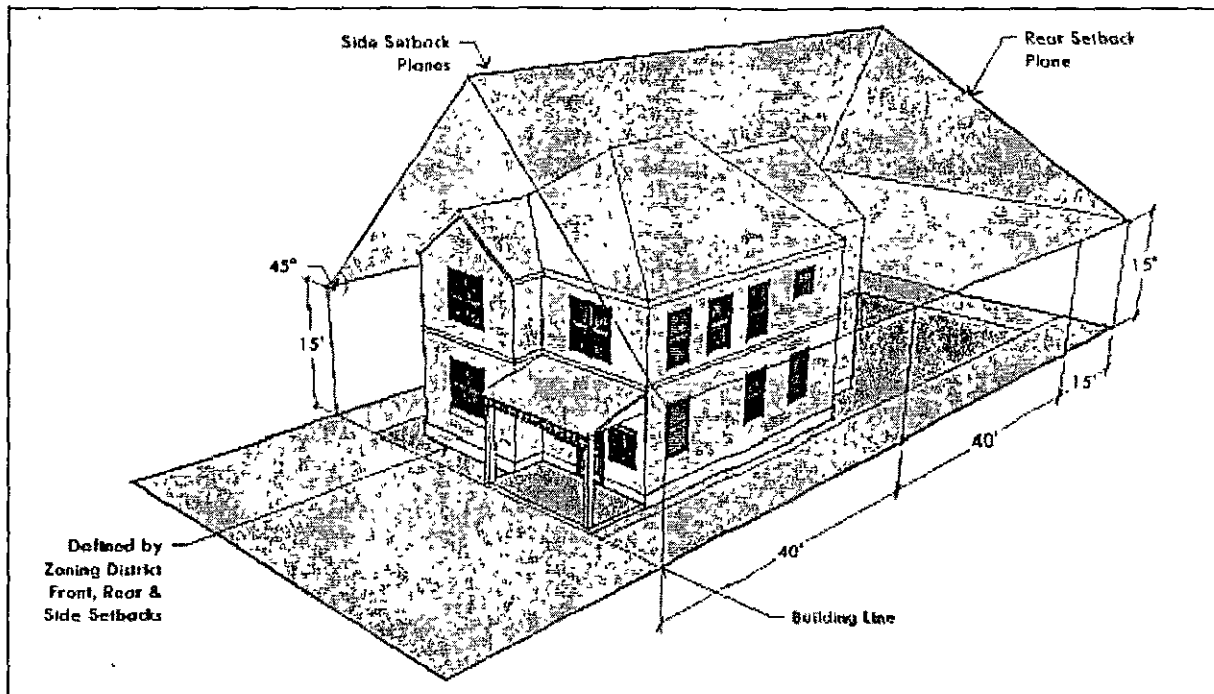 Side Setback
Planes
Rear Setback
Plane
45°
15'
15'
15'
40'
40'
Defined by
Zoning District
Front, Rear &
Side Setbacks
Building Line